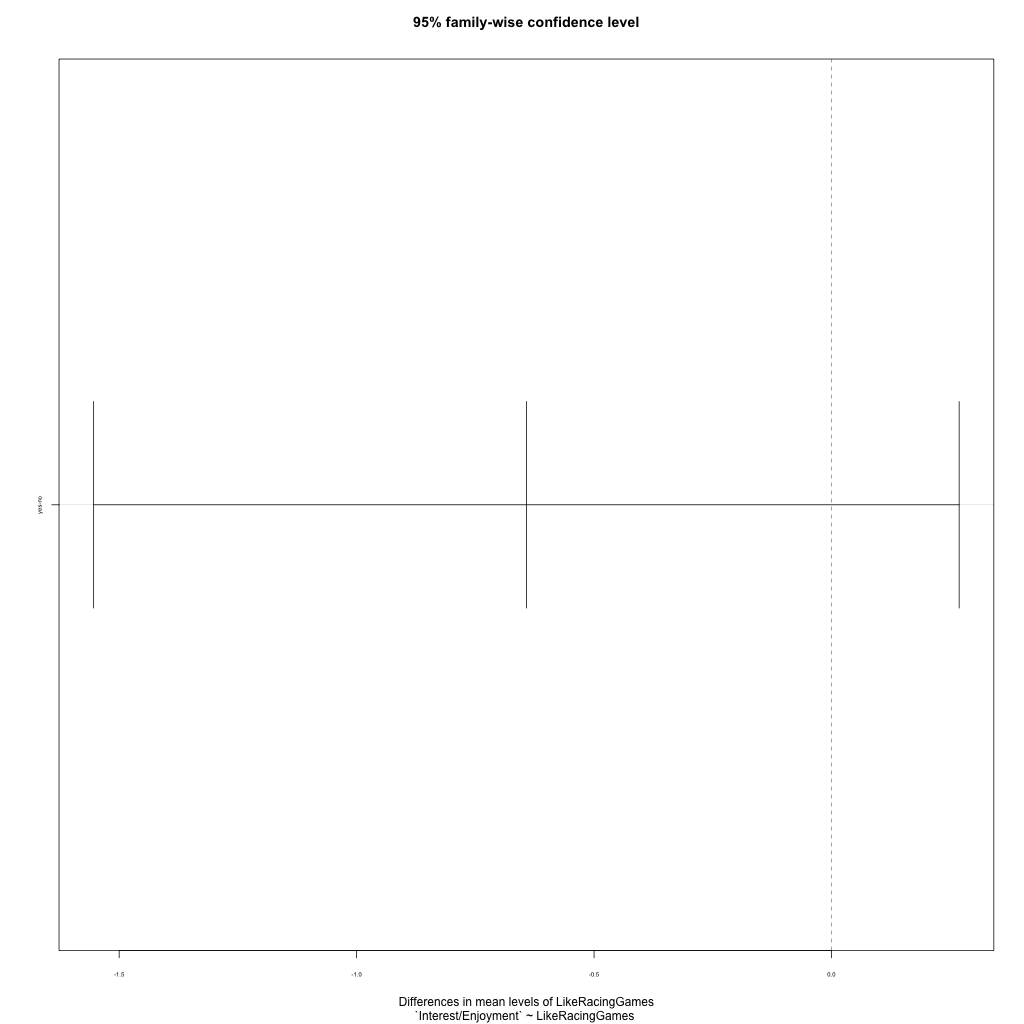 95% family-wise confidence level
yes-no
-1.5
-1.0
-0.5
0.0
Differences in mean levels of LikeRacingGames
`Interest/Enjoyment` ~ LikeRacingGames